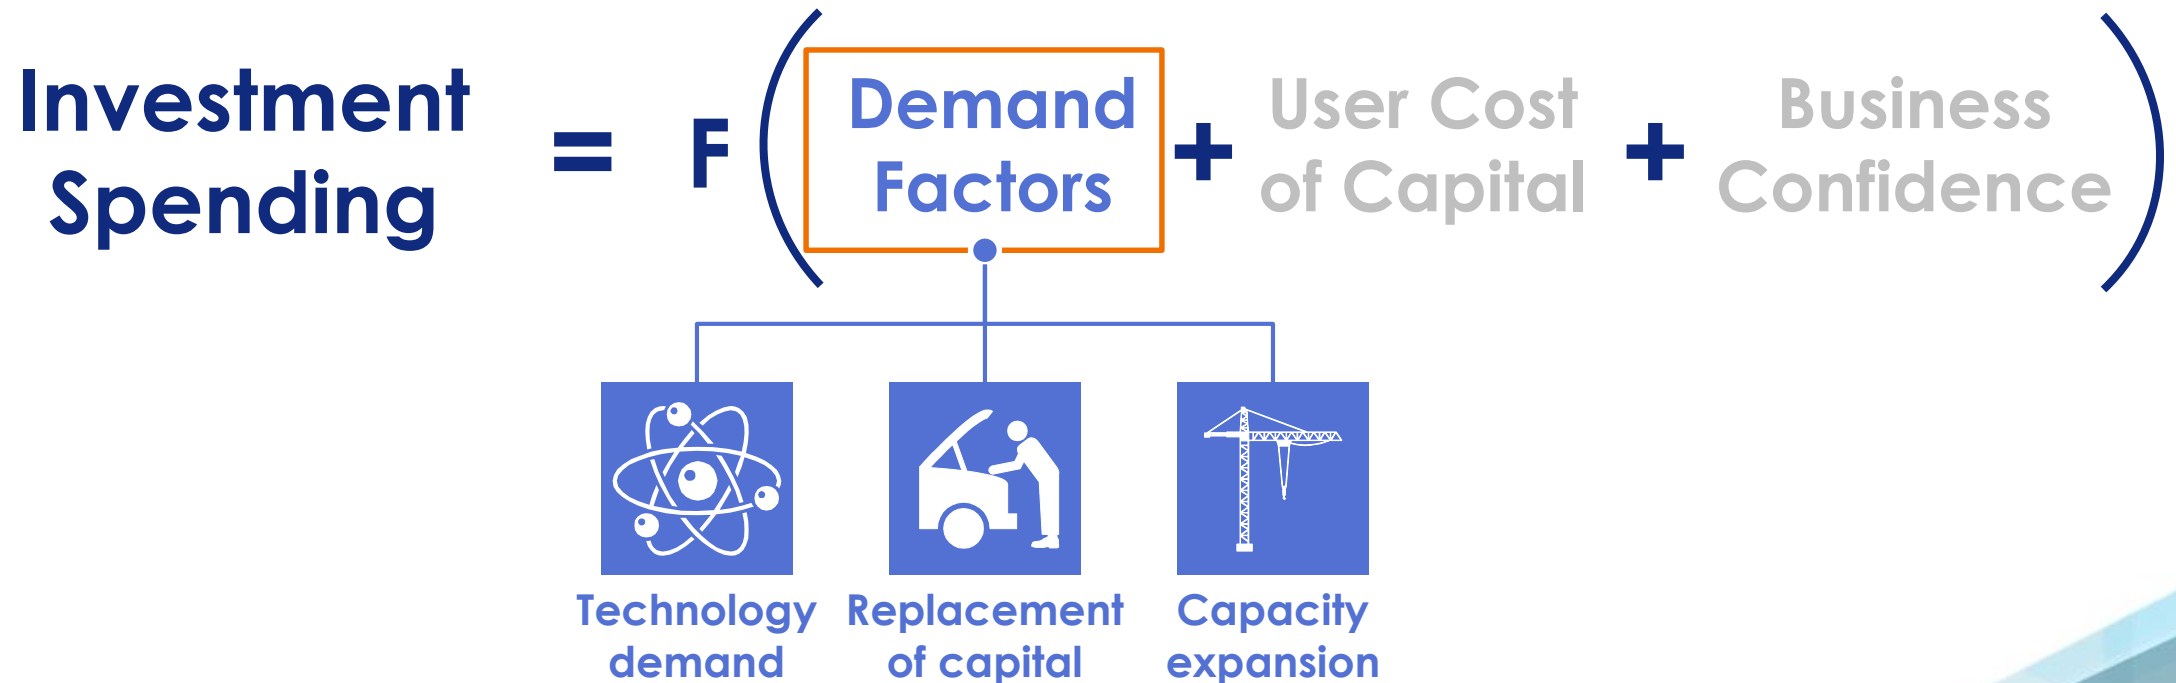 Investment
Spending
=
F
(
Demand
Factors
+
User Cost
of Capital
+
Business
Confidence
)
Technology
demand
Replacement
of capital
Capacity
expansion